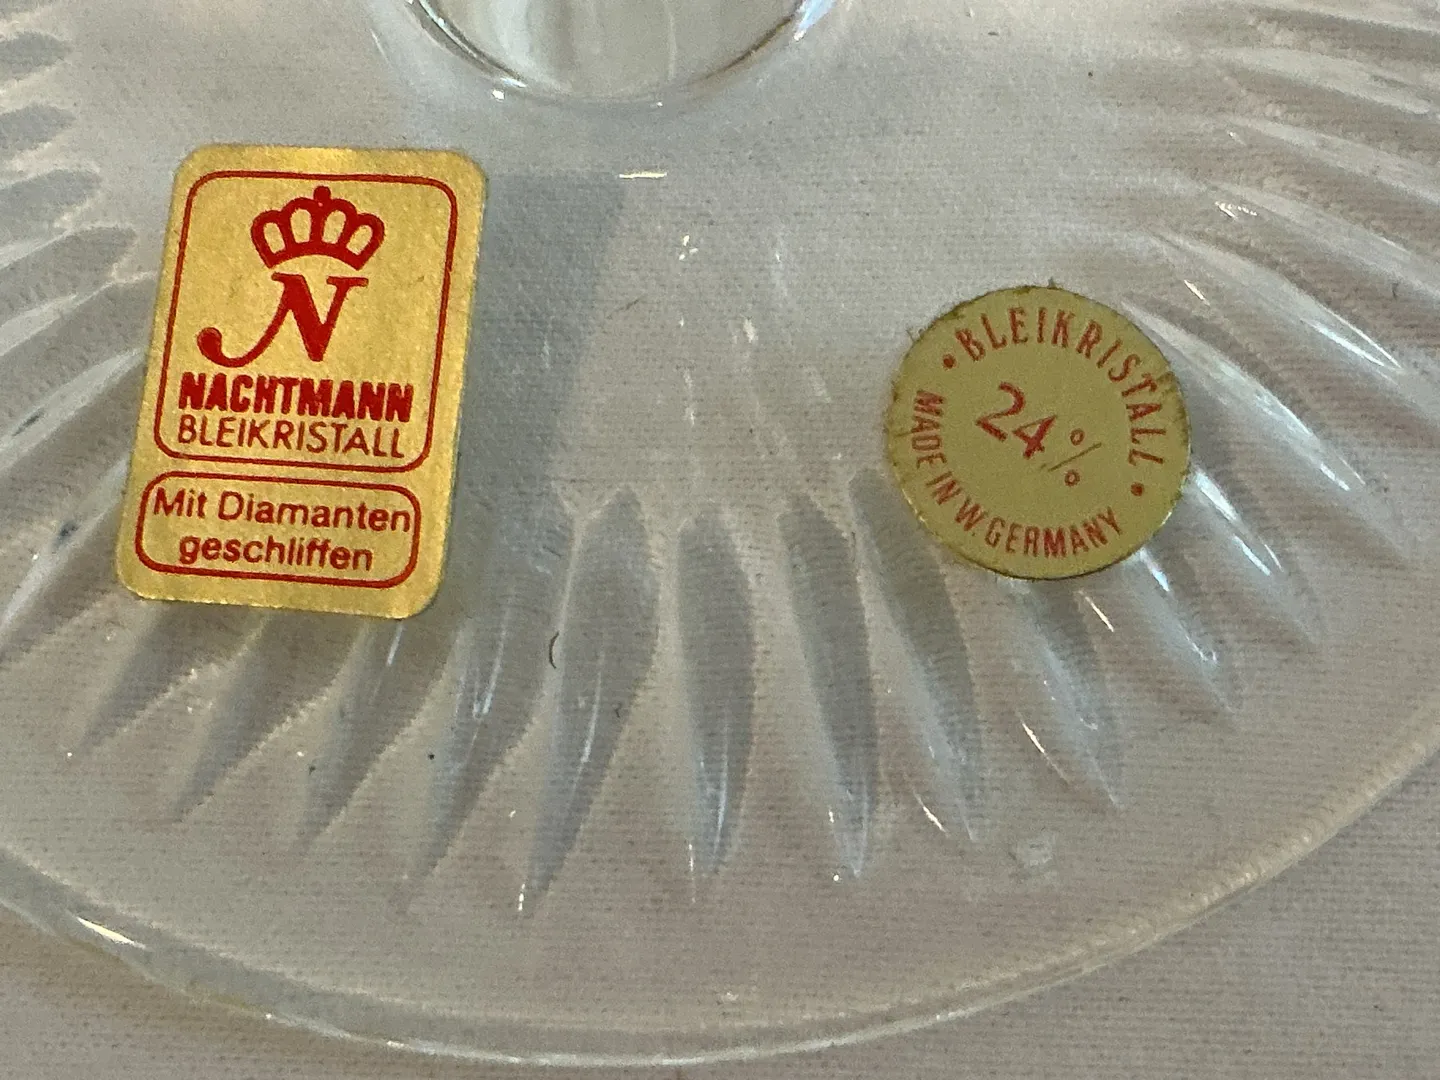 N
NACHTMANN
BLEIKRISTALL
Mit Diamanten
geschliffen
• BLEIKRISTALL •
24%
MADE IN W. GERMANY